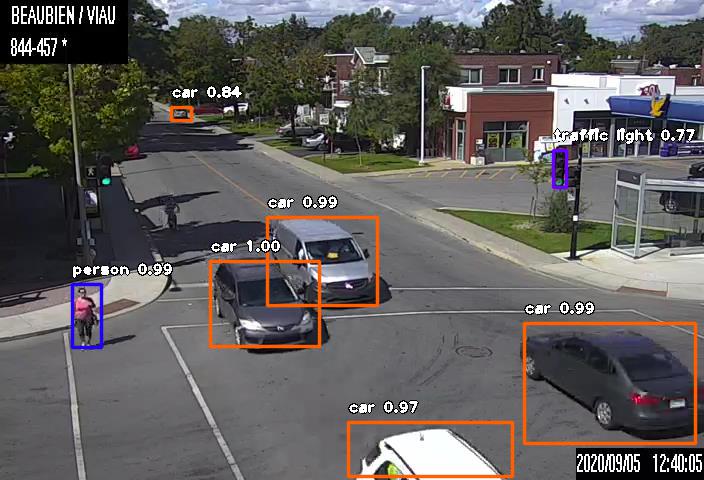 BEAUBIEN / VIAU
844-457 *
car 0.84
traffic light 0.77
car 0.99
car 1.00
person 0.99
car 0.99
car 0.97
2020/09/05 12:40:05